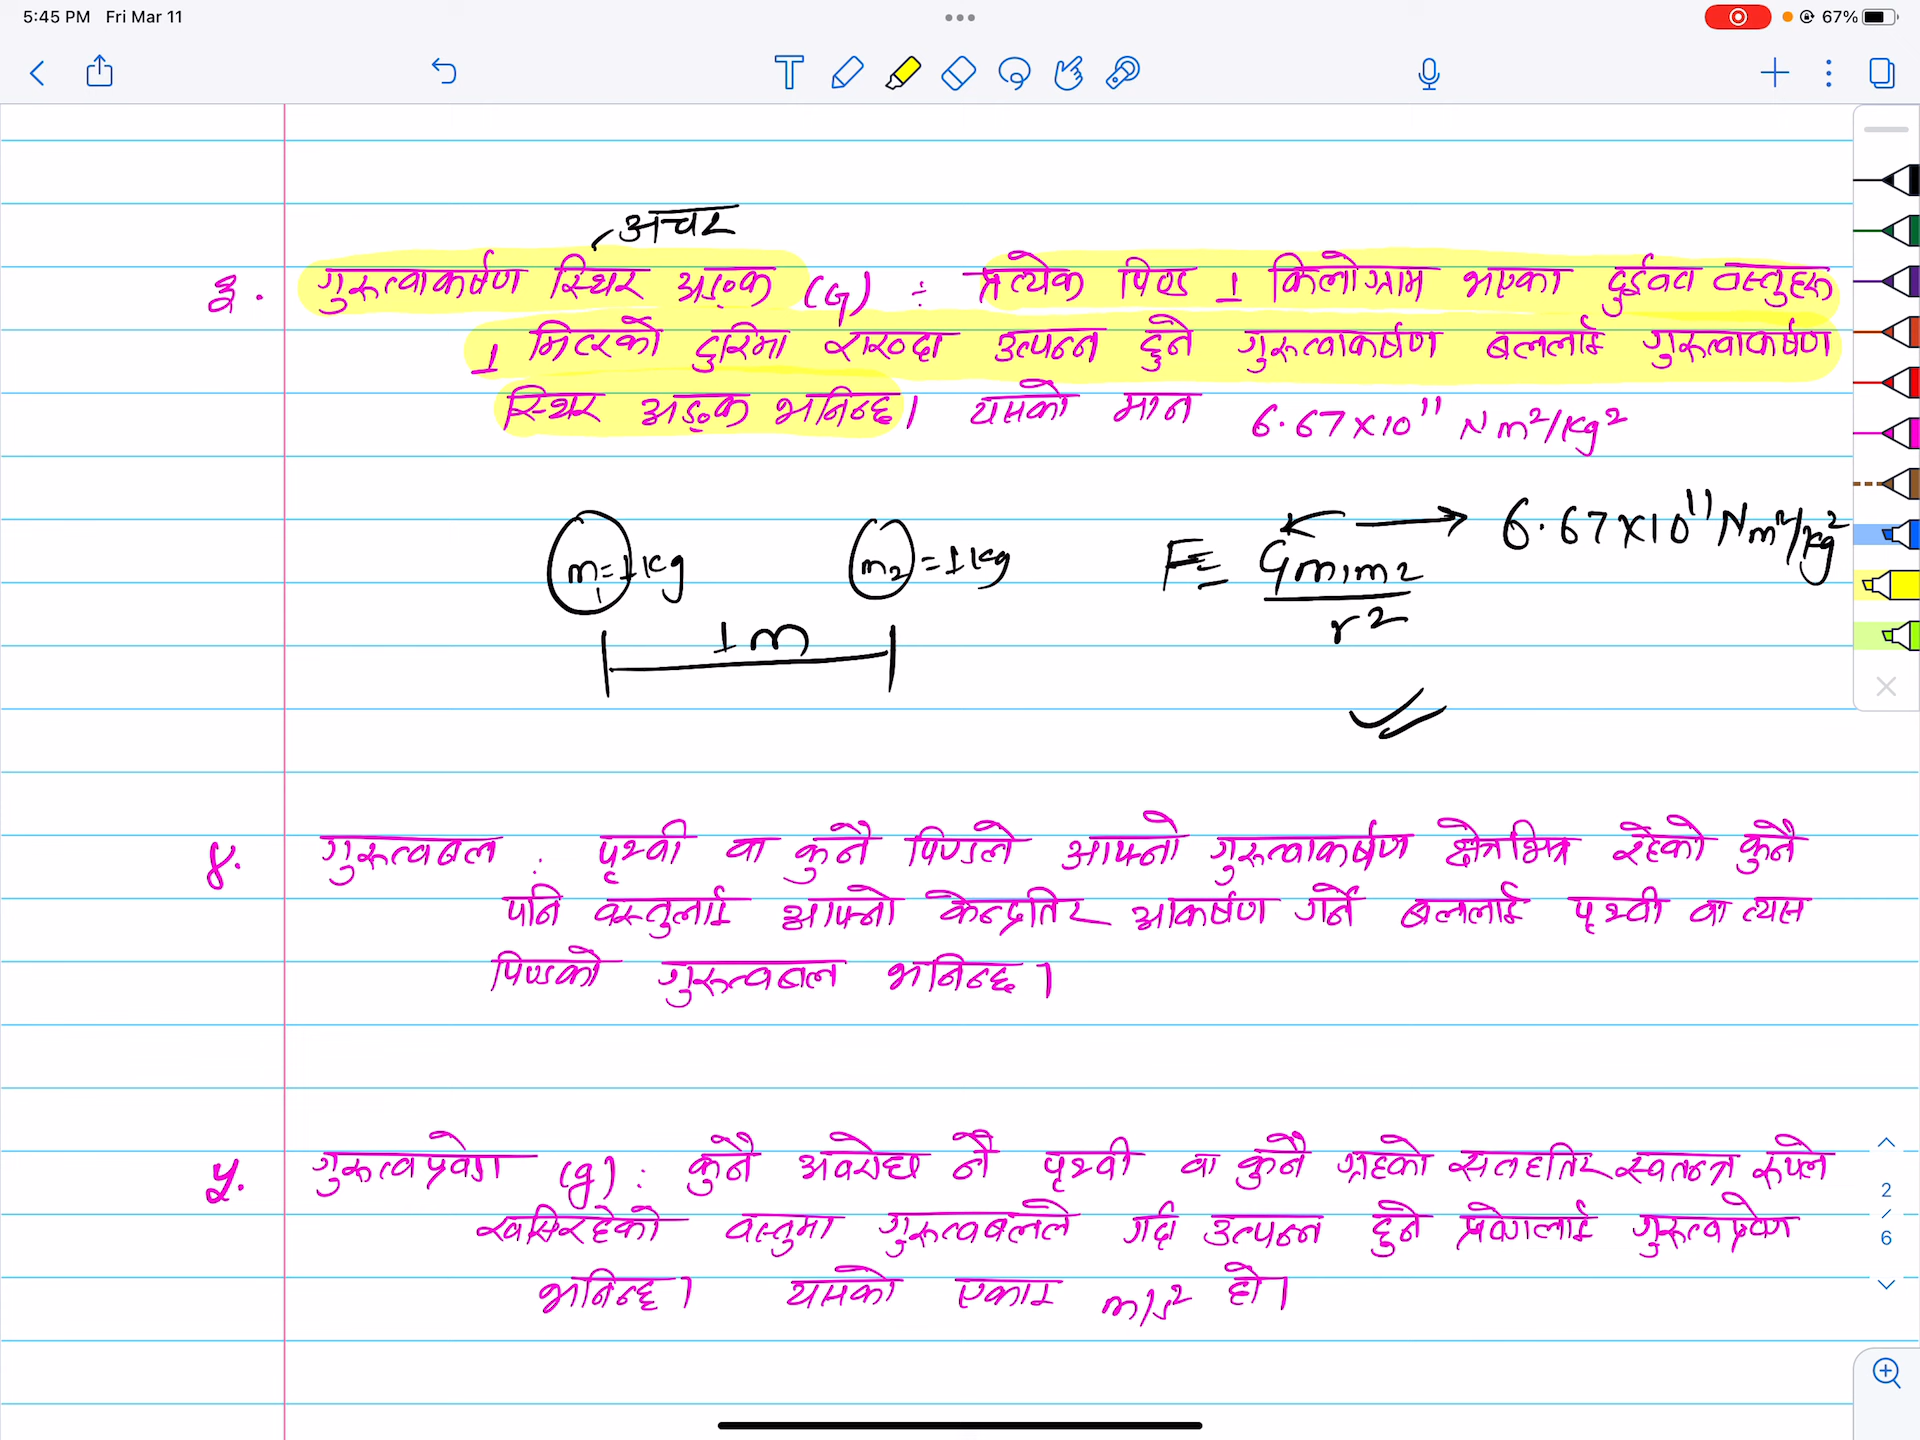 5:45 PM Fri Mar 11
67%
अचर
३. गुरुत्वाकर्षण स्थिर अङ्क (G) ÷ प्रत्येक पिण्ड 1 किलोग्राम भएका दुईवटा वस्तुहरु
1 मिटरको दुरिमा राख्दा उत्पन्न हुने गुरुत्वाकर्षण बललाई गुरुत्वाकर्षण
स्थिर अङ्क भनिन्छ। यसको मान 6.67×10¹¹ Nm²/kg²
m₁=1kg m₂=1kg F= Gm₁m₂/r² → 6.67×10¹¹Nm²/kg²
1m
४. गुरुत्वबल : पृथ्वी वा कुनै पिण्डले आफ्नो गुरुत्वाकर्षण क्षेत्रभित्र रहेको कुनै
पनि वस्तुलाई आफ्नो केन्द्रतिर आकर्षण गर्ने बललाई पृथ्वी वा त्यस
पिण्डको गुरुत्वबल भनिन्छ।
५. गुरुत्वप्रवेग (g) : कुनै अवरोध नै पृथ्वी वा कुनै ग्रहको सतहतिर स्वतन्त्र रुपले
खसिरहेको वस्तुमा गुरुत्वबलले गर्दा उत्पन्न हुने प्रवेगलाई गुरुत्वप्रवेग
भनिन्छ। यसको एकाइ m/s² हो।
2
6